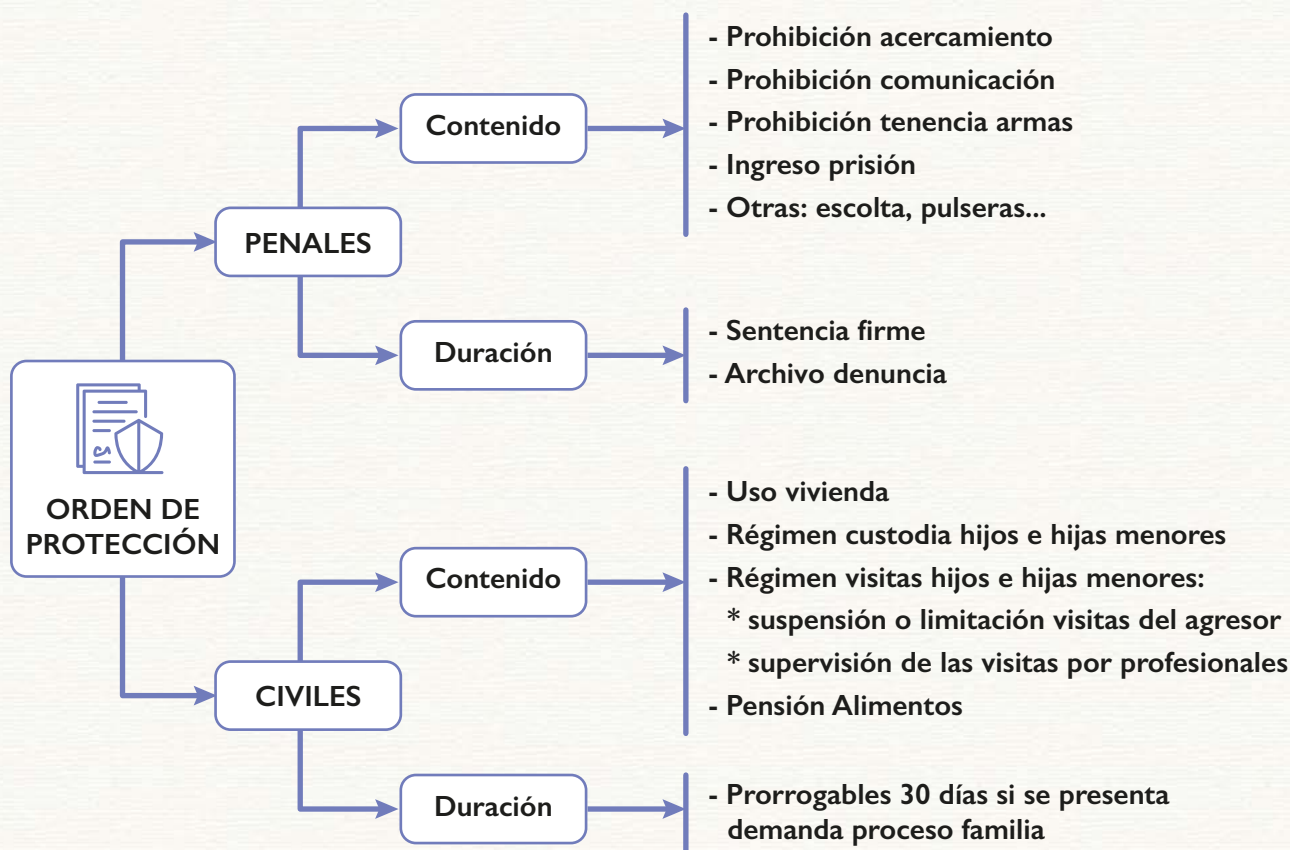 ORDEN DE
PROTECCIÓN
PENALES
Contenido
- Prohibición acercamiento
- Prohibición comunicación
- Prohibición tenencia armas
- Ingreso prisión
- Otras: escolta, pulseras...
Duración
- Sentencia firme
- Archivo denuncia
CIVILES
Contenido
- Uso vivienda
- Régimen custodia hijos e hijas menores
- Régimen visitas hijos e hijas menores:
* suspensión o limitación visitas del agresor
* supervisión de las visitas por profesionales
- Pensión Alimentos
Duración
- Prorrogables 30 días si se presenta
demanda proceso familia